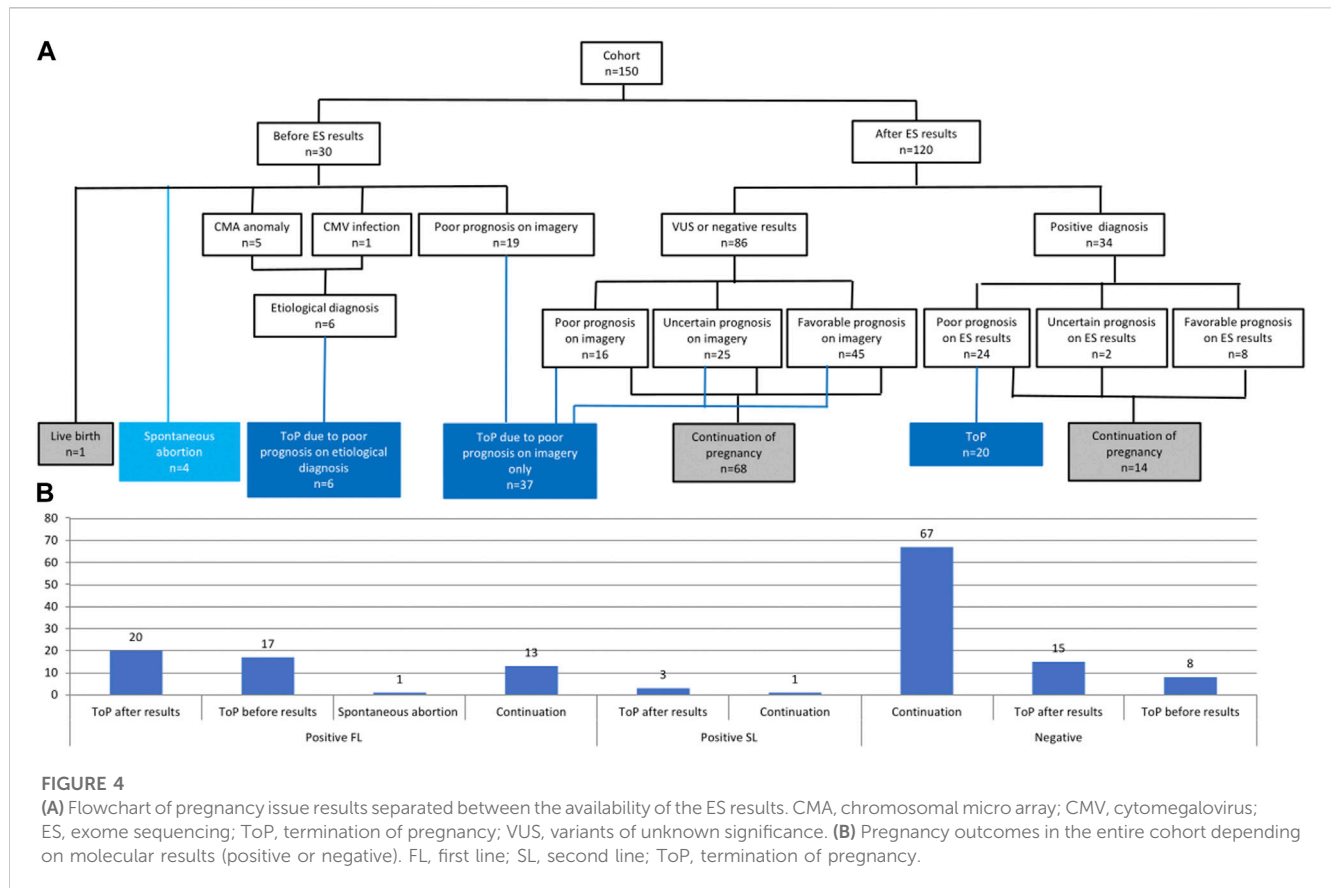 A
Cohort
n=150
Before ES results
n=30
After ES results
n=120
CMA anomaly
n=5
CMV infection
n=1
Poor prognosis on imagery
n=19
VUS or negative results
n=86
Positive diagnosis
n=34
Etiological diagnosis
n=6
Poor prognosis
on imagery
n=16
Uncertain prognosis
on imagery
n=25
Favorable prognosis
on imagery
n=45
Poor prognosis
on ES results
n=24
Uncertain prognosis
on ES results
n=2
Favorable prognosis
on ES results
n=8
Live birth
n=1
Spontaneous
abortion
n=4
ToP due to poor
prognosis on etiological
diagnosis
n=6
ToP due to poor
prognosis on imagery
only
n=37
Continuation of
pregnancy
n=68
ToP
n=20
Continuation of
pregnancy
n=14
B
80
70
60
50
40
30
20
10
0
20
17
1
13
3
1
67
15
8
ToP after results
ToP before results
Spontaneous abortion
Continuation
ToP after results
Continuation
Continuation
ToP after results
ToP before results
Positive FL
Positive SL
Negative
FIGURE 4
(A) Flowchart of pregnancy issue results separated between the availability of the ES results. CMA, chromosomal micro array; CMV, cytomegalovirus;
ES, exome sequencing; ToP, termination of pregnancy; VUS, variants of unknown significance. (B) Pregnancy outcomes in the entire cohort depending
on molecular results (positive or negative). FL, first line; SL, second line; ToP, termination of pregnancy.